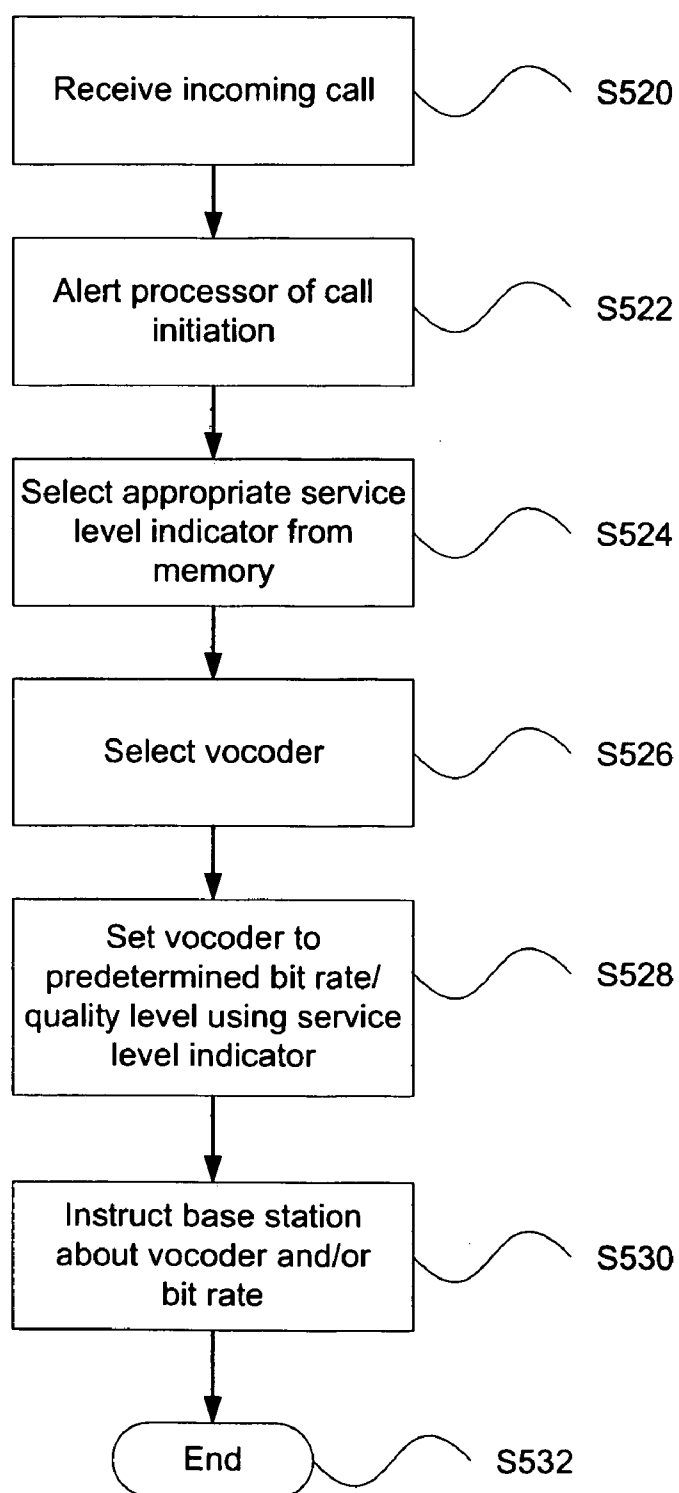 Receive incoming call
S520
Alert processor of call
initiation
S522
Select appropriate service
level indicator from
memory
S524
Select vocoder
S526
Set vocoder to
predetermined bit rate/
quality level using service
level indicator
S528
Instruct base station
about vocoder and/or
bit rate
S530
End
S532